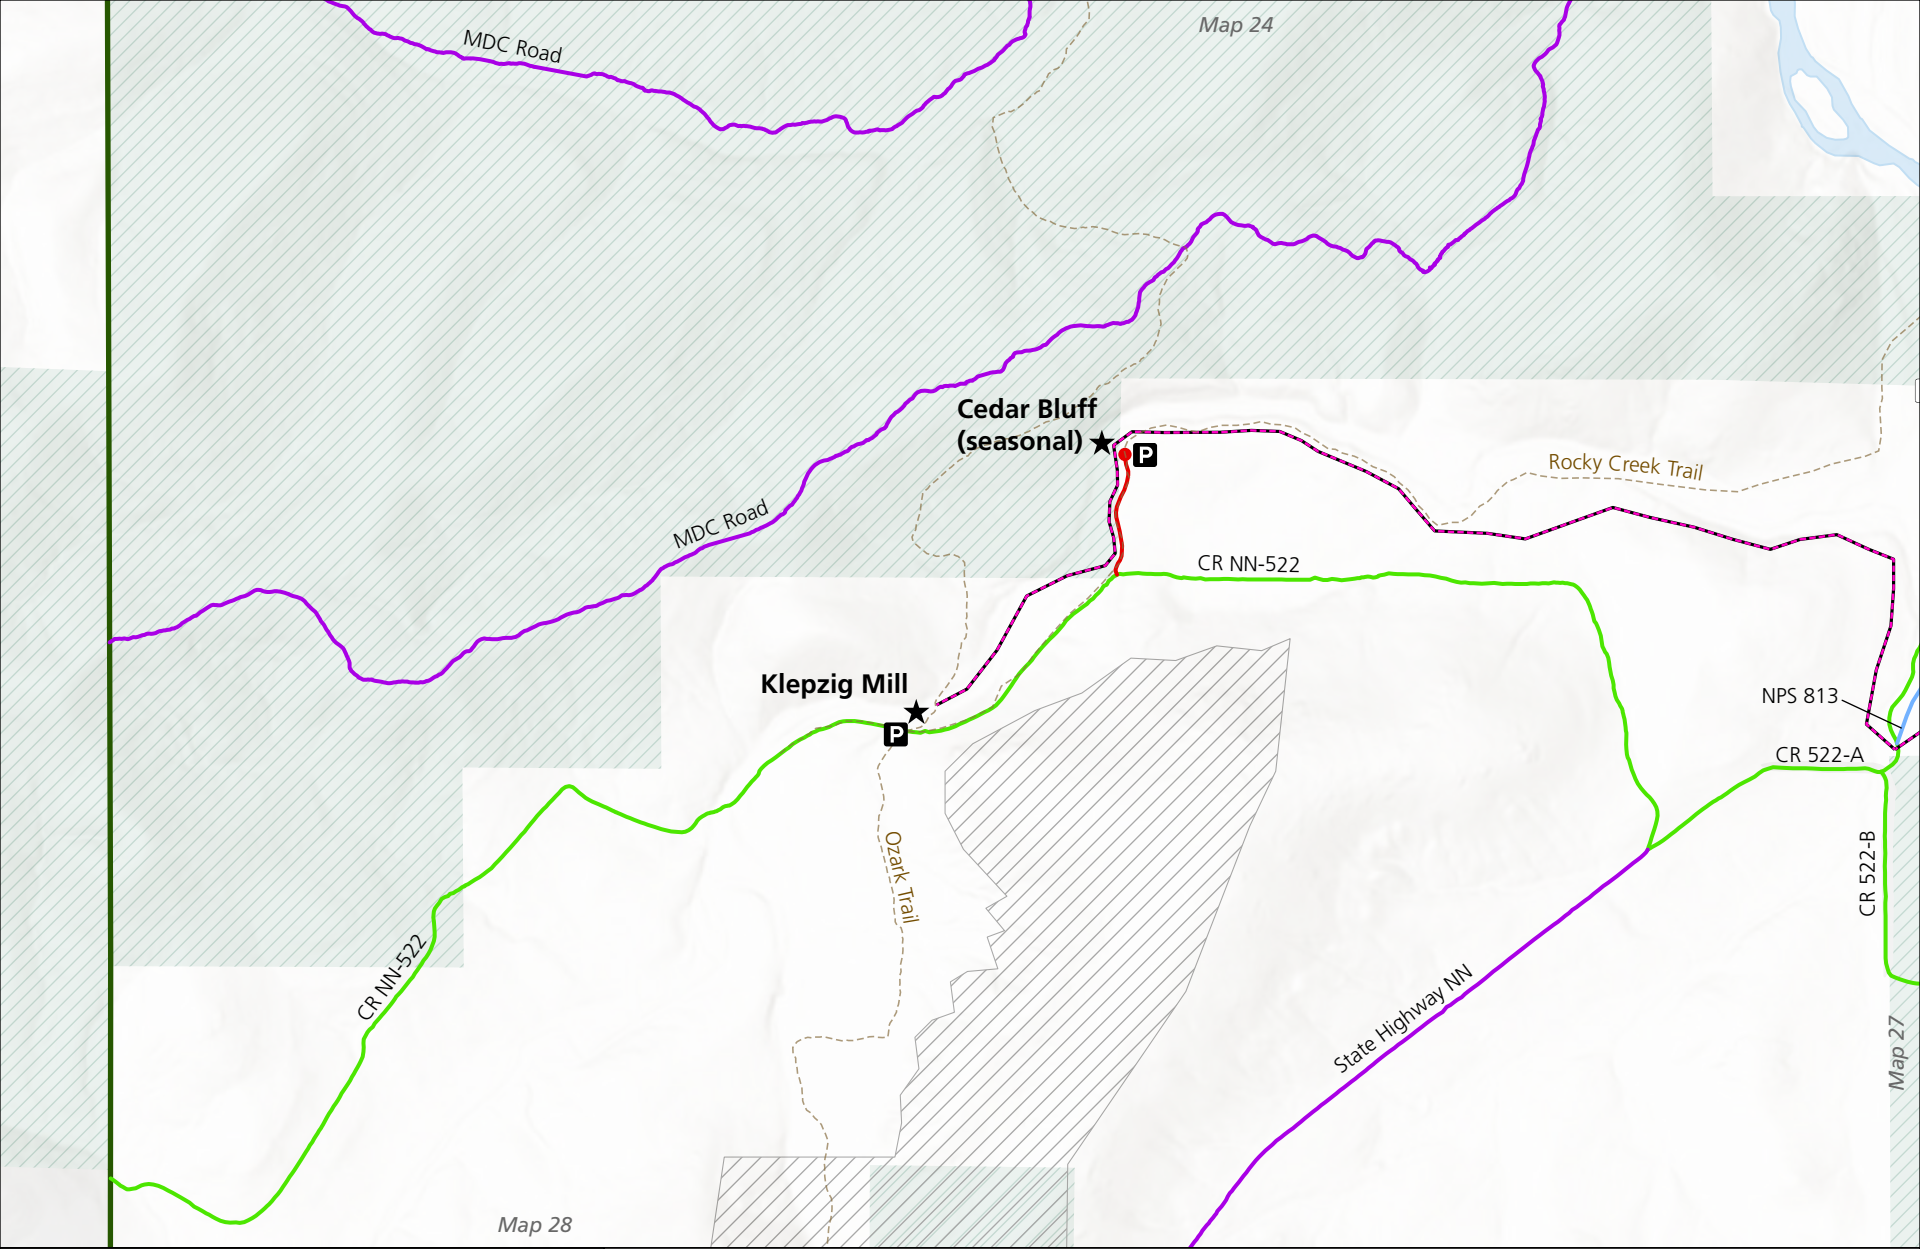 Map 24
MDC Road
Cedar Bluff
(seasonal)
P
Rocky Creek Trail
MDC Road
CR NN-522
Klepzig Mill
P
NPS 813
CR 522-A
Ozark Trail
CR 522-B
CR NN-522
State Highway NN
Map 27
Map 28